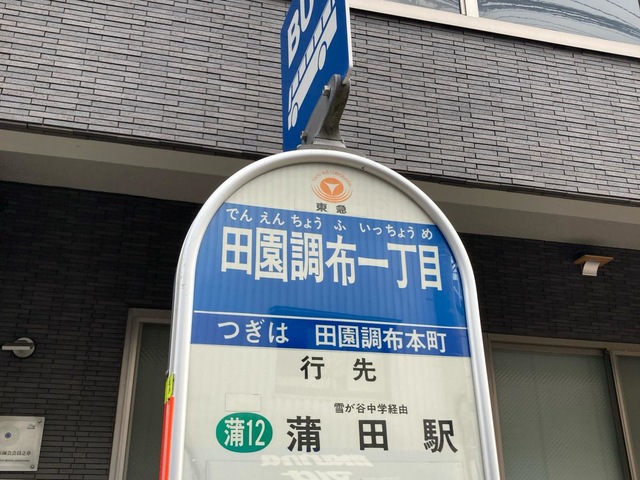 BU
東急
でんえんちょうふいっちょうめ
田園調布一丁目
つぎは 田園調布本町
行先
雪が谷中学経由
蒲12 蒲田駅